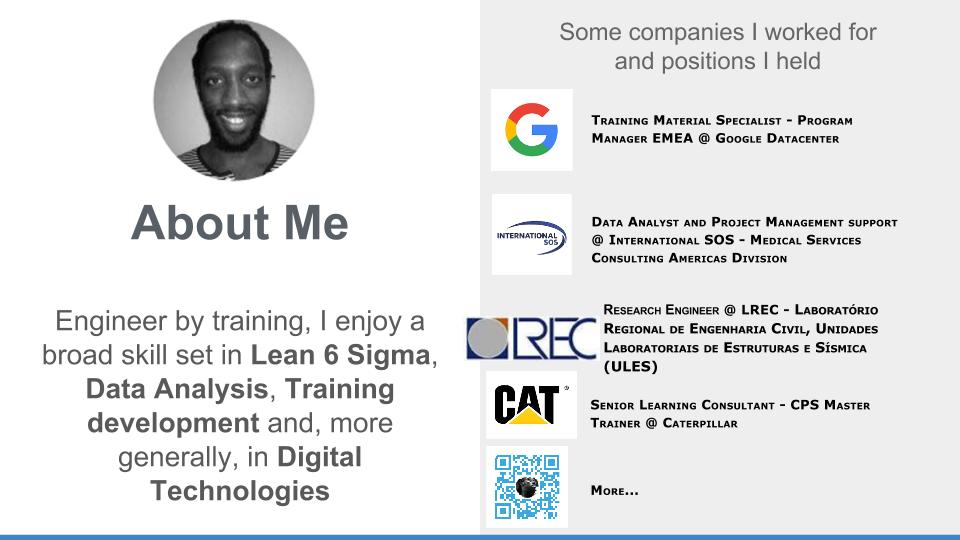 About Me
Engineer by training, I enjoy a
broad skill set in Lean 6 Sigma,
Data Analysis, Training
development and, more
generally, in Digital
Technologies
Some companies I worked for
and positions I held
G
Training Material Specialist - Program
Manager EMEA @ Google Datacenter
INTERNATIONAL
SOS
Data Analyst and Project Management support
@ International SOS - Medical Services
Consulting Americas Division
LREC
Research Engineer @ LREC - Laboratório
Regional de Engenharia Civil, Unidades
Laboratoriais de Estruturas e Sísmica
(ULES)
CAT®
Senior Learning Consultant - CPS Master
Trainer @ Caterpillar
More...